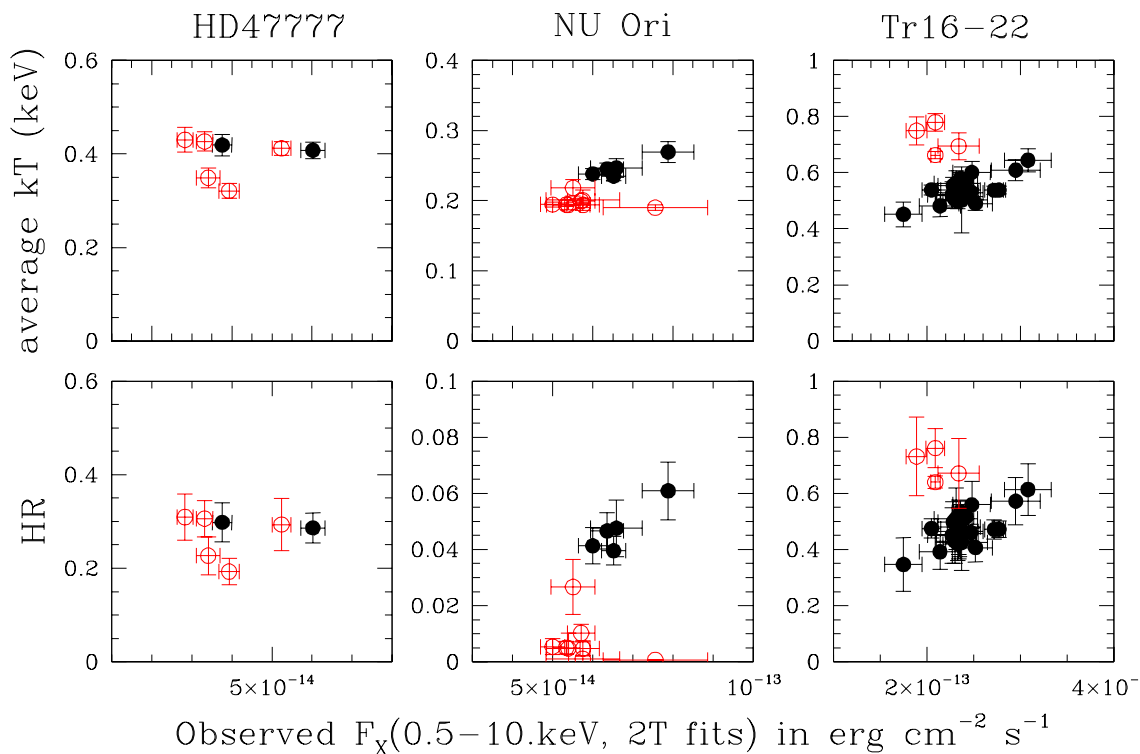 HD47777 NU Ori Tr16−22
average kT (keV)
0.6 0.4 1
0.8
0.4 0.3
0.6
0.2
0.4
0.2
0.1
0.2
0 0 0
HR
0.6 0.1 1
0.08
0.8
0.4
0.06
0.6
0.04
0.4
0.2
0.02
0.2
0 0 0
5×10⁻¹⁴ 5×10⁻¹⁴ 10⁻¹³ 2×10⁻¹³ 4×10⁻
Observed F_X(0.5−10.keV, 2T fits) in erg cm⁻² s⁻¹